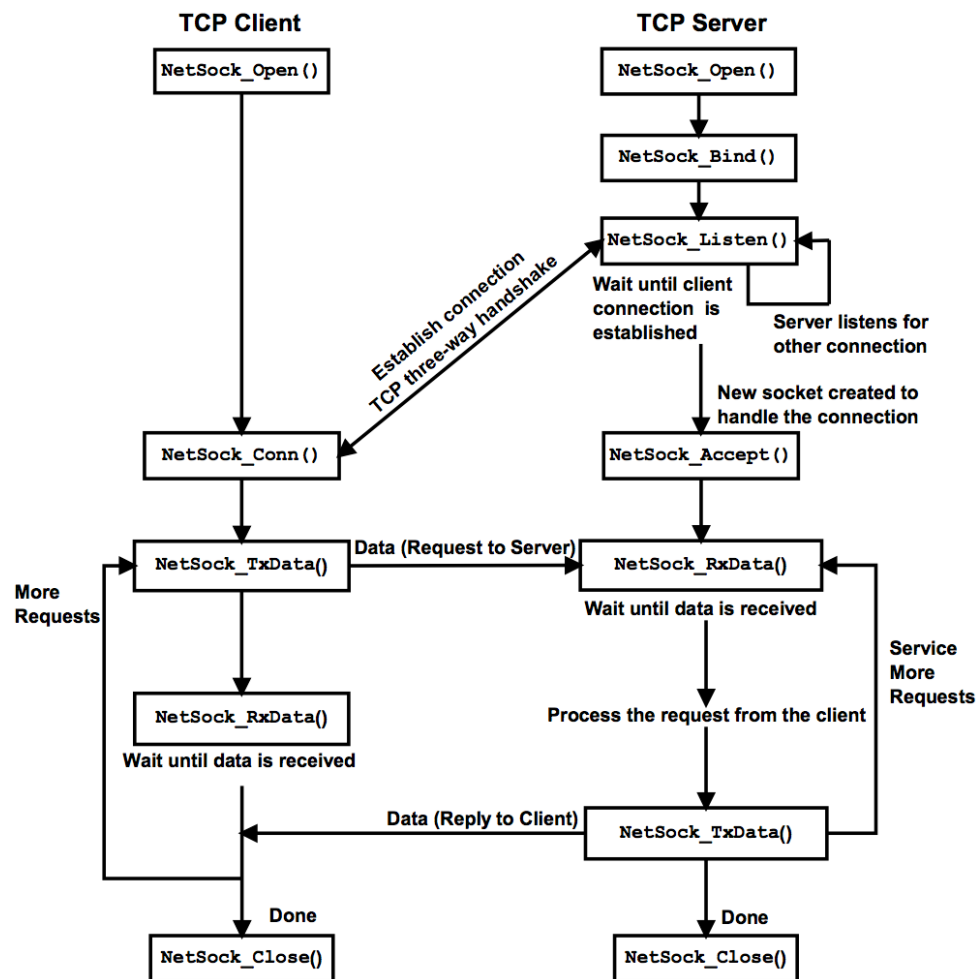 TCP Client
TCP Server
NetSock_Open()
NetSock_Open()
NetSock_Bind()
NetSock_Listen()
Establish connection
TCP three-way handshake
Wait until client
connection is
established
Server listens for
other connection
New socket created to
handle the connection
NetSock_Conn()
NetSock_Accept()
More
Requests
NetSock_TxData()
Data (Request to Server)
NetSock_RxData()
Wait until data is received
Service
More
Requests
NetSock_RxData()
Wait until data is received
Process the request from the client
Data (Reply to Client)
NetSock_TxData()
Done
Done
NetSock_Close()
NetSock_Close()